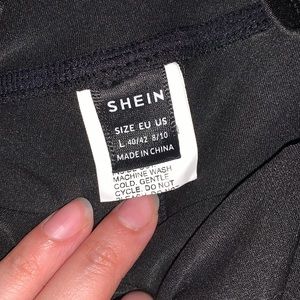 SHEIN
SIZE EU US
L 40/42 8/10
MADE IN CHINA
MACHINE WASH
COLD. GENTLE
CYCLE. DO NOT